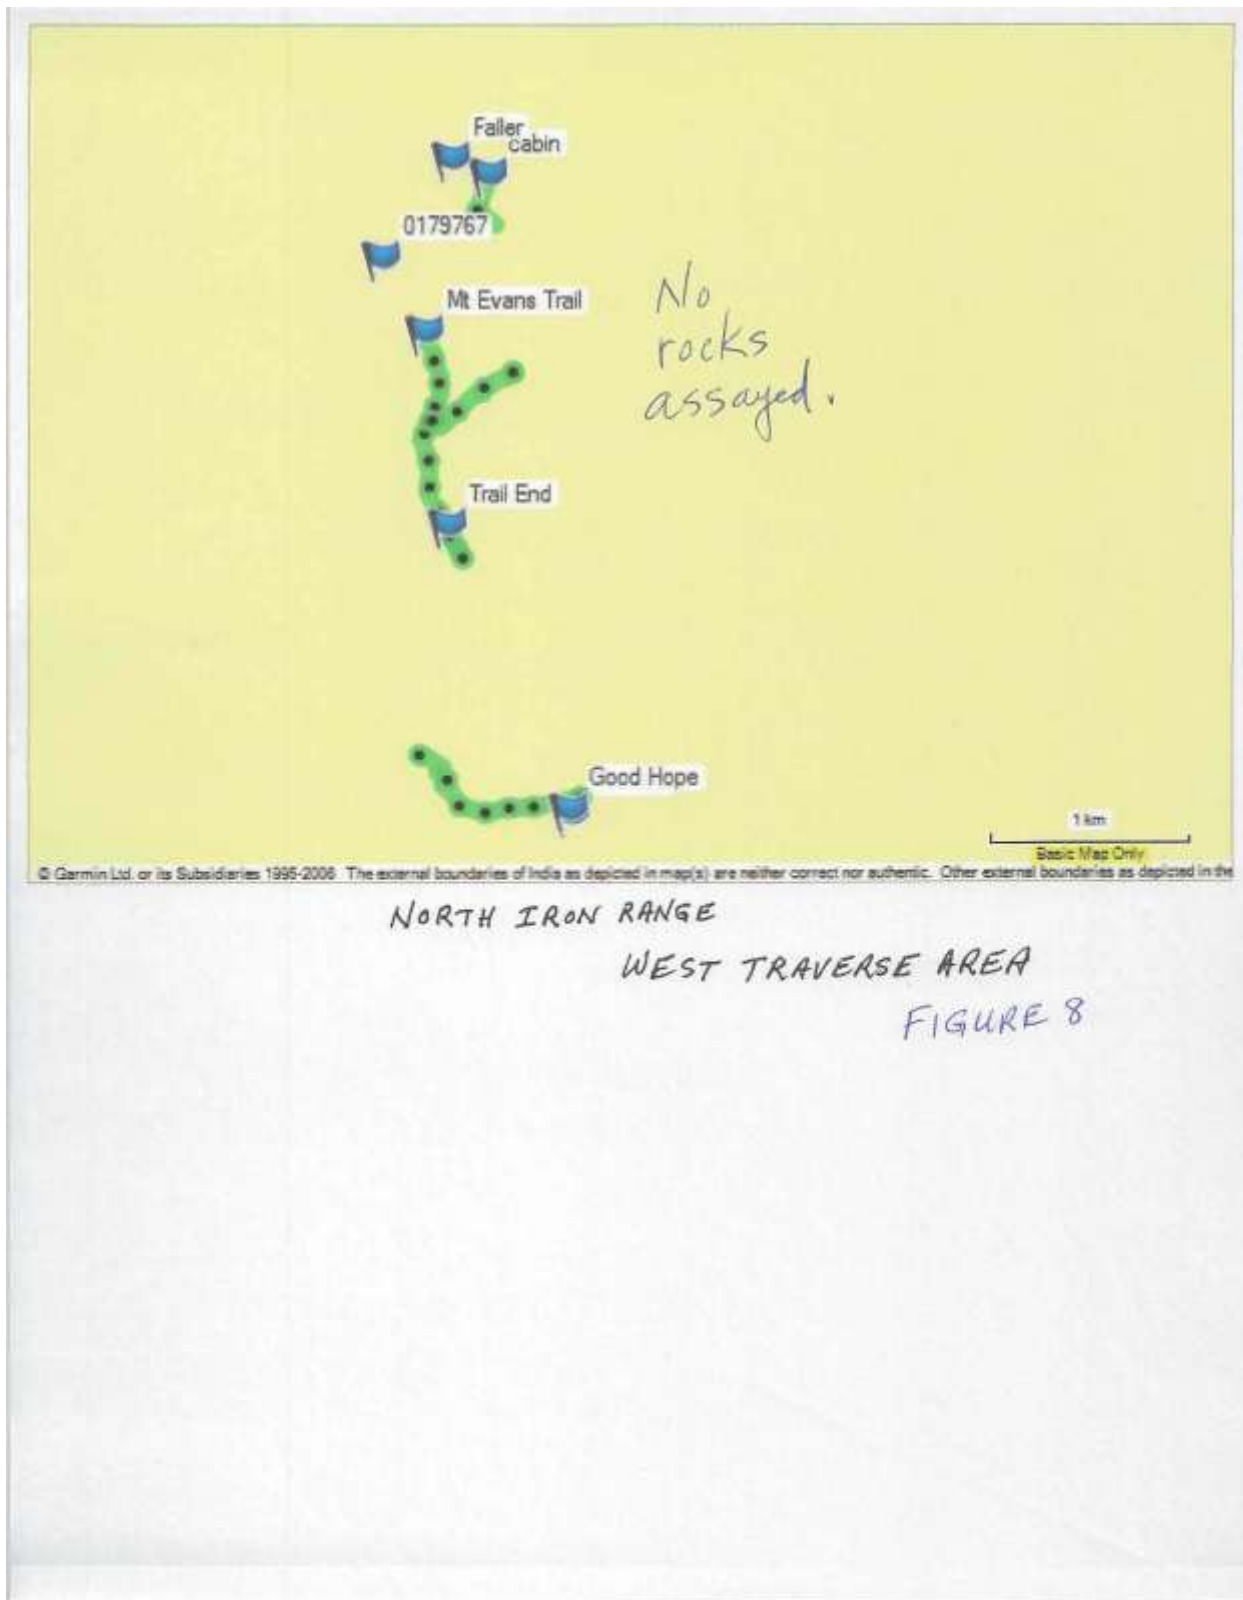 Faller
cabin
0179767
Mt Evans Trail
No
rocks
assayed.
Trail End
Good Hope
1 km
Basic Map Only
© Garmin Ltd. or its Subsidiaries 1995-2006 The external boundaries of India as depicted in map(s) are neither correct nor authentic. Other external boundaries as depicted in the
NORTH IRON RANGE
WEST TRAVERSE AREA
FIGURE 8